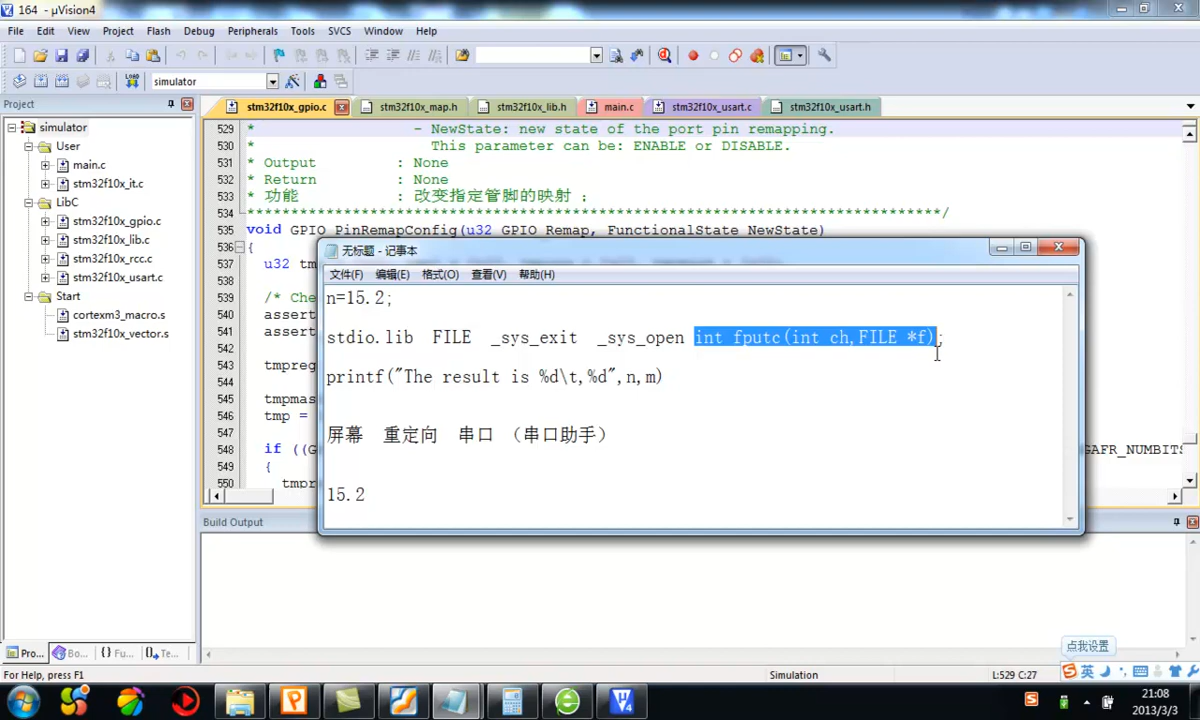 164 - µVision4
File Edit View Project Flash Debug Peripherals Tools SVCS Window Help
LOAD
simulator
Project
stm32f10x_gpio.c stm32f10x_map.h stm32f10x_lib.h main.c stm32f10x_usart.c stm32f10x_usart.h
simulator
User
main.c
stm32f10x_it.c
LibC
stm32f10x_gpio.c
stm32f10x_lib.c
stm32f10x_rcc.c
stm32f10x_usart.c
Start
cortexm3_macro.s
stm32f10x_vector.s
529 * - NewState: new state of the port pin remapping.
530 * This parameter can be: ENABLE or DISABLE.
531 * Output : None
532 * Return : None
533 * 功能 : 改变指定管脚的映射 ;
534 ********************************************************************************/
535 void GPIO_PinRemapConfig(u32 GPIO_Remap, FunctionalState NewState)
536 {
537 u32 tm
538
539 /* Che
540 assert
541 assert
542
543 tmpreg
544
545 tmpmas
546 tmp =
547
548 if ((G AFR_NUMBITS
549 {
550 tmpr
无标题 - 记事本
文件(F) 编辑(E) 格式(O) 查看(V) 帮助(H)
n=15.2;
stdio.lib FILE _sys_exit _sys_open int fputc(int ch,FILE *f);
printf("The result is %d\t,%d",n,m)
屏幕 重定向 串口 （串口助手）
15.2
Build Output
Pro... Bo... {} Fu... Te...
点我设置
For Help, press F1
Simulation
L:529 C:27
英
21:08
2013/3/3